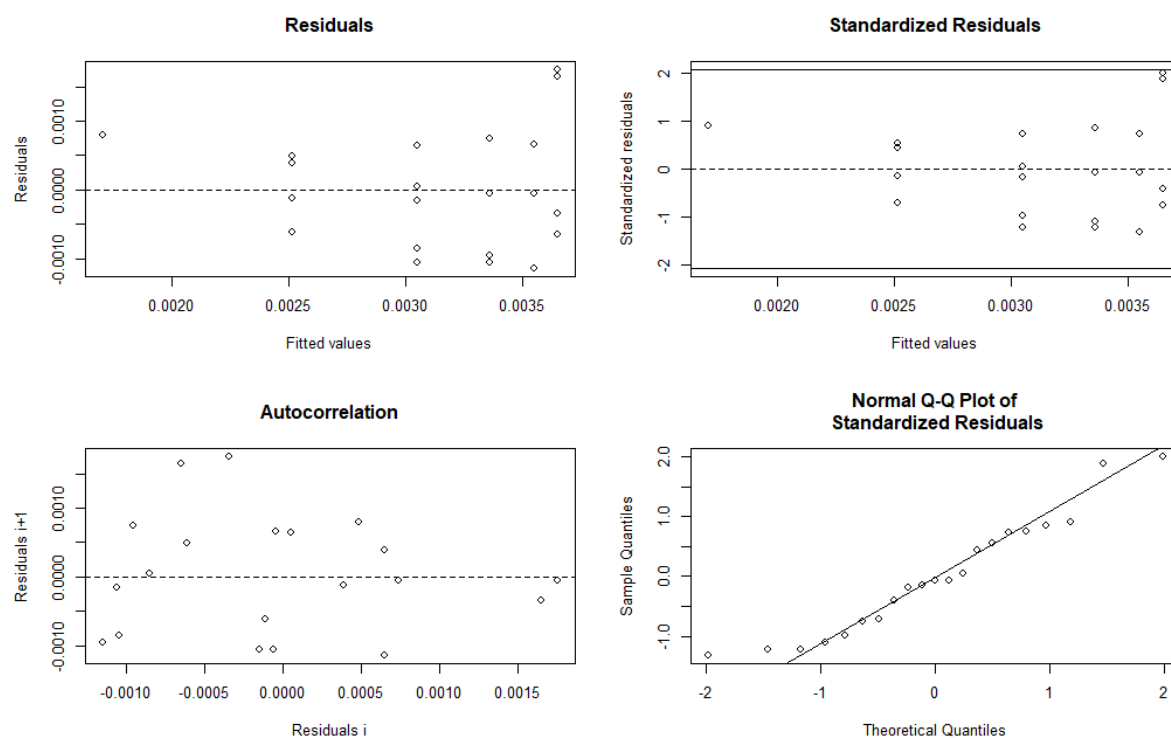 Residuals
Residuals
-0.0010 0.0000 0.0010
0.0020 0.0025 0.0030 0.0035
Fitted values
Standardized Residuals
Standardized residuals
-2 -1 0 1 2
0.0020 0.0025 0.0030 0.0035
Fitted values
Autocorrelation
Residuals i+1
-0.0010 0.0000 0.0010
-0.0010 -0.0005 0.0000 0.0005 0.0010 0.0015
Residuals i
Normal Q-Q Plot of
Standardized Residuals
Sample Quantiles
-1.0 0.0 1.0 2.0
-2 -1 0 1 2
Theoretical Quantiles